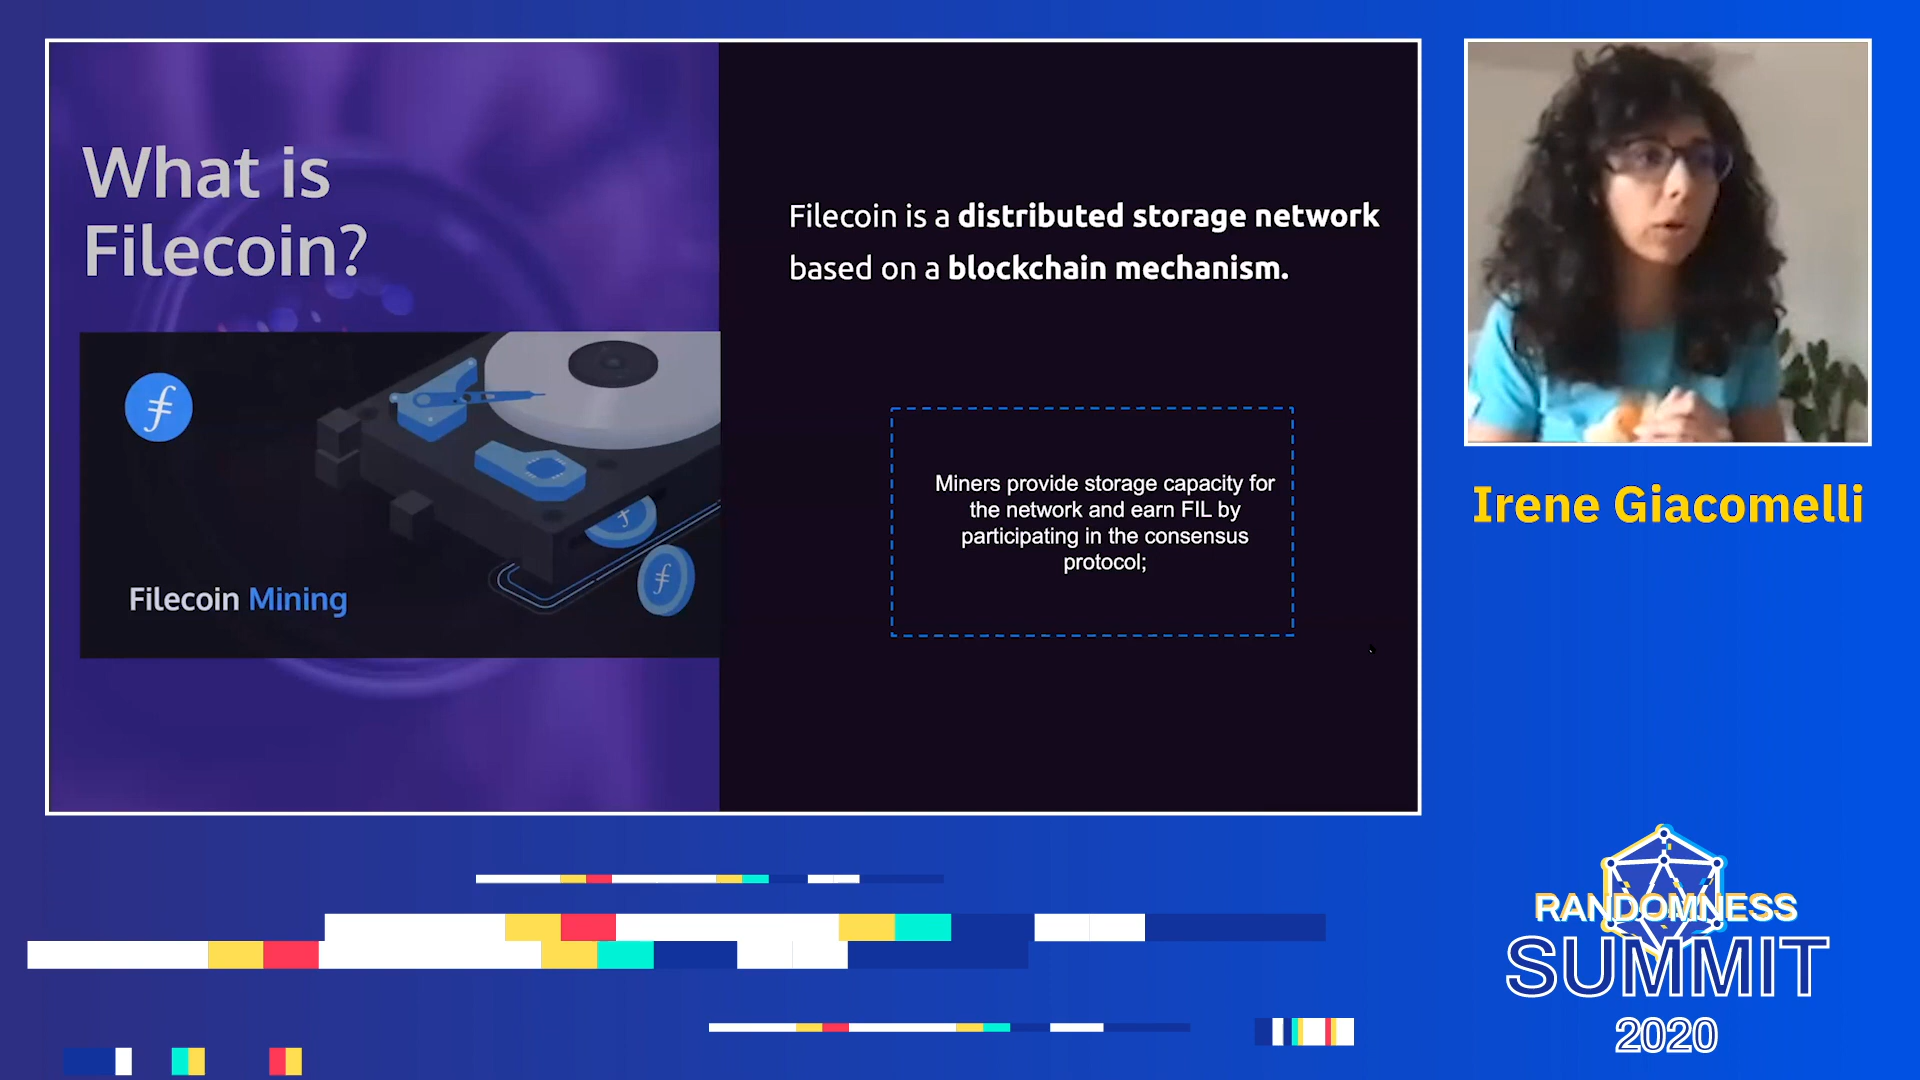 What is
Filecoin?
Filecoin Mining
Filecoin is a distributed storage network
based on a blockchain mechanism.
Miners provide storage capacity for
the network and earn FIL by
participating in the consensus
protocol;
Irene Giacomelli
RANDOMNESS
SUMMIT
2020